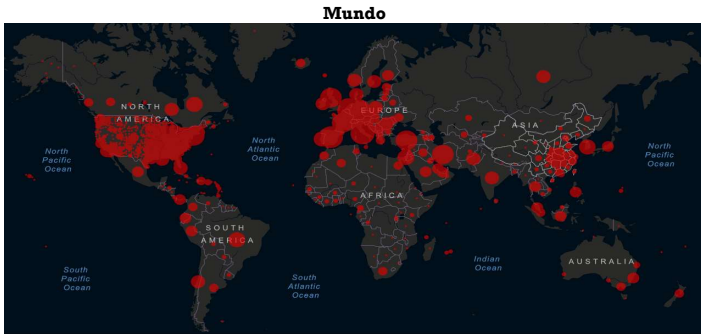 Mundo
NORTH
AMERICA
EUROPE
ASIA
North
Pacific
Ocean
North
Atlantic
Ocean
North
Pacific
Ocean
AFRICA
SOUTH
AMERICA
Indian
Ocean
AUSTRALIA
South
Pacific
Ocean
South
Atlantic
Ocean